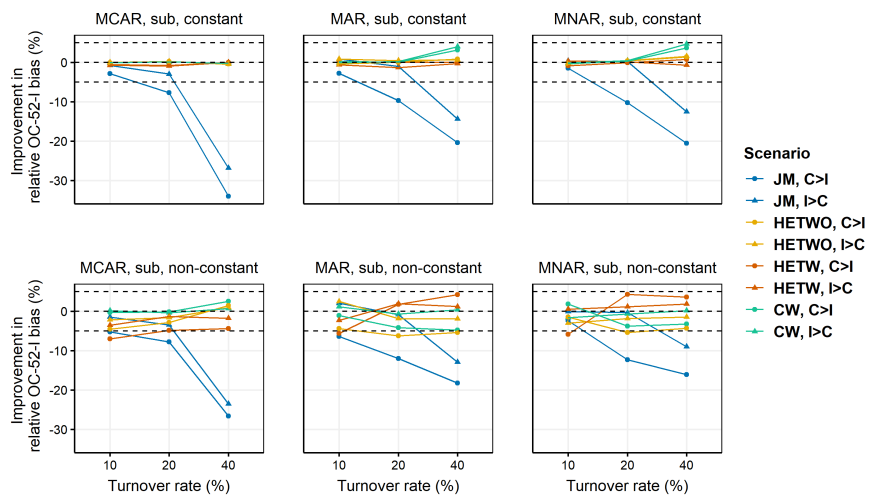 MCAR, sub, constant
MAR, sub, constant
MNAR, sub, constant
Improvement in
relative OC-52-I bias (%)
0
-10
-20
-30
MCAR, sub, non-constant
MAR, sub, non-constant
MNAR, sub, non-constant
Improvement in
relative OC-52-I bias (%)
0
-10
-20
-30
10 20 40
10 20 40
10 20 40
Turnover rate (%)
Turnover rate (%)
Turnover rate (%)
Scenario
JM, C>I
JM, I>C
HETWO, C>I
HETWO, I>C
HETW, C>I
HETW, I>C
CW, C>I
CW, I>C